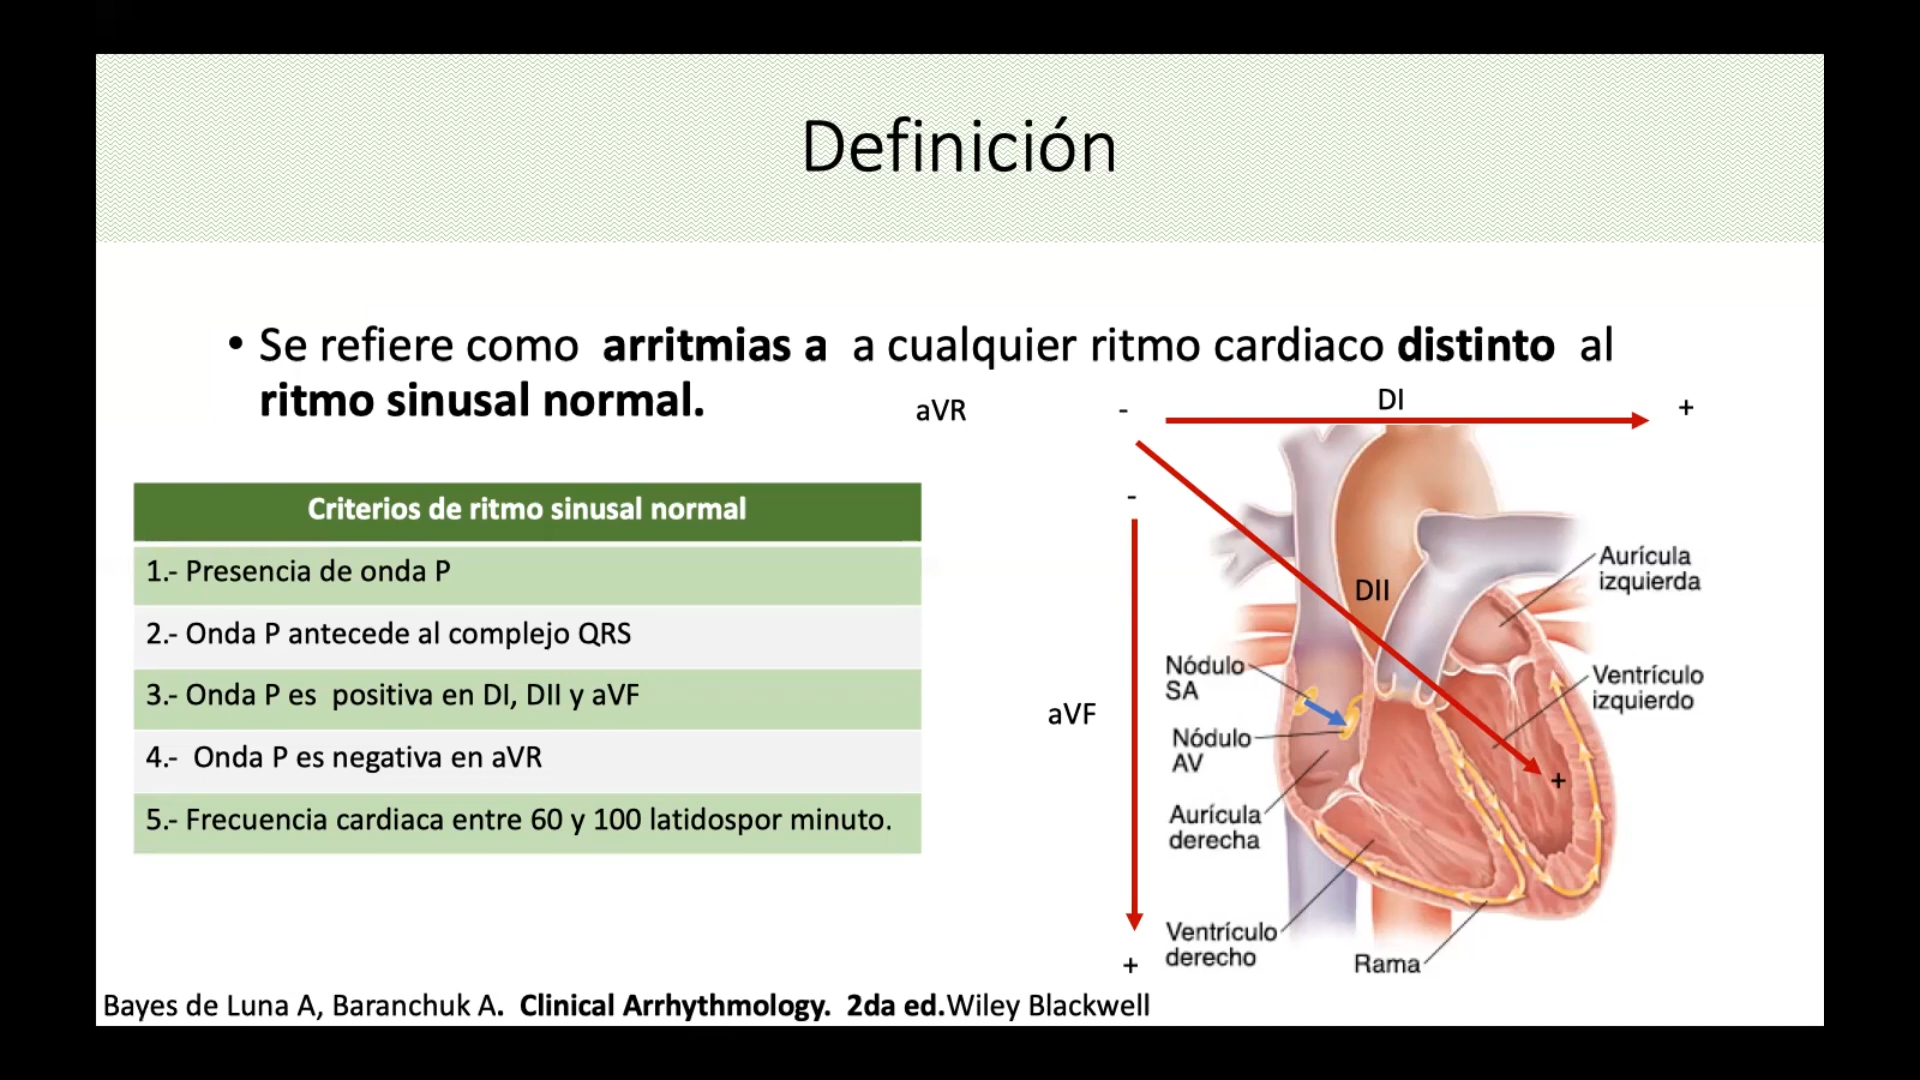 Definición
• Se refiere como arritmias a a cualquier ritmo cardiaco distinto al
ritmo sinusal normal.
aVR
-
DI
+
Criterios de ritmo sinusal normal
1.- Presencia de onda P
2.- Onda P antecede al complejo QRS
3.- Onda P es positiva en DI, DII y aVF
4.- Onda P es negativa en aVR
5.- Frecuencia cardiaca entre 60 y 100 latidospor minuto.
-
aVF
+
DII
+
Aurícula
izquierda
Nódulo
SA
Ventrículo
izquierdo
Nódulo
AV
Aurícula
derecha
Ventrículo
derecho
Rama
Bayes de Luna A, Baranchuk A. Clinical Arrhythmology. 2da ed.Wiley Blackwell